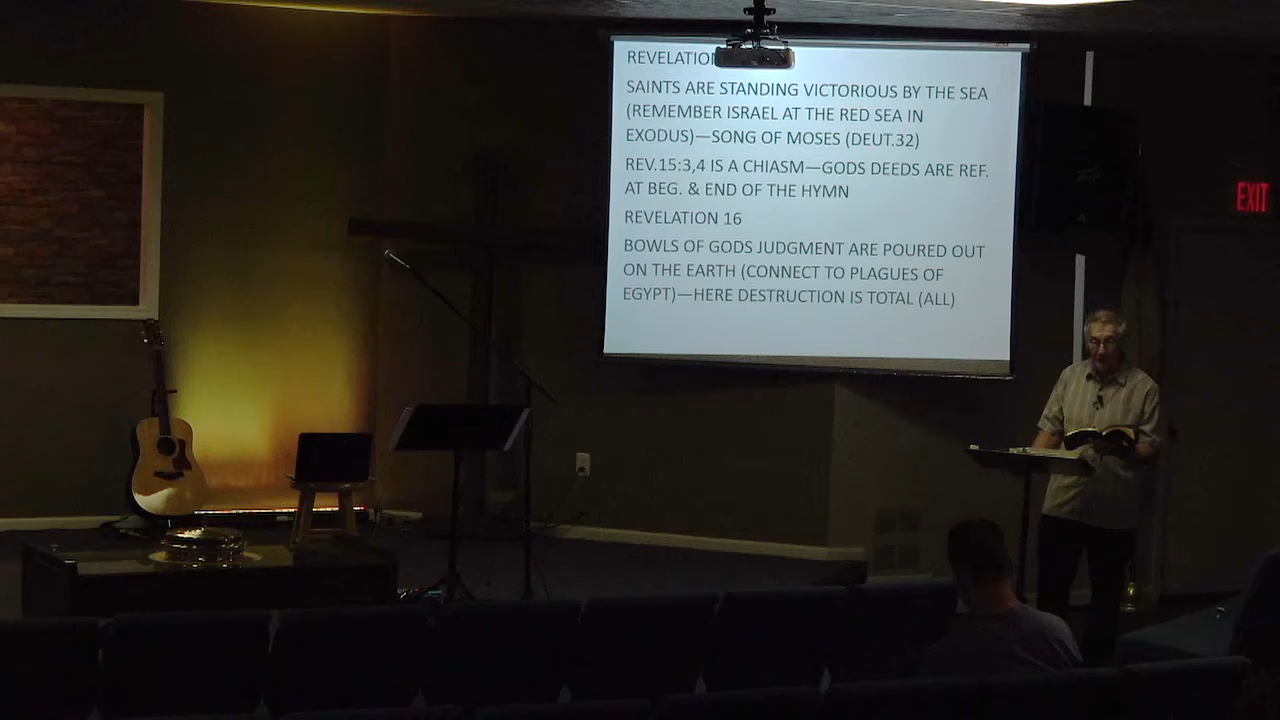 REVELATION
SAINTS ARE STANDING VICTORIOUS BY THE SEA
(REMEMBER ISRAEL AT THE RED SEA IN
EXODUS)—SONG OF MOSES (DEUT.32)
REV.15:3,4 IS A CHIASM—GODS DEEDS ARE REF.
AT BEG. & END OF THE HYMN
REVELATION 16
BOWLS OF GODS JUDGMENT ARE POURED OUT
ON THE EARTH (CONNECT TO PLAGUES OF
EGYPT)—HERE DESTRUCTION IS TOTAL (ALL)
EXIT